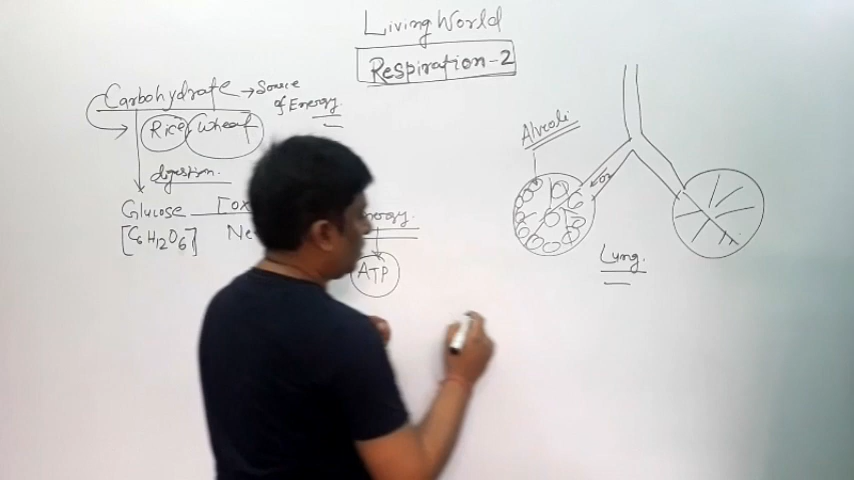 Living World
Respiration-2
Carbohydrate → Source
of Energy.
Rice, Wheat
digestion.
Glucose
[C6H12O6]
ATP
Alveoli
O2
Lung.